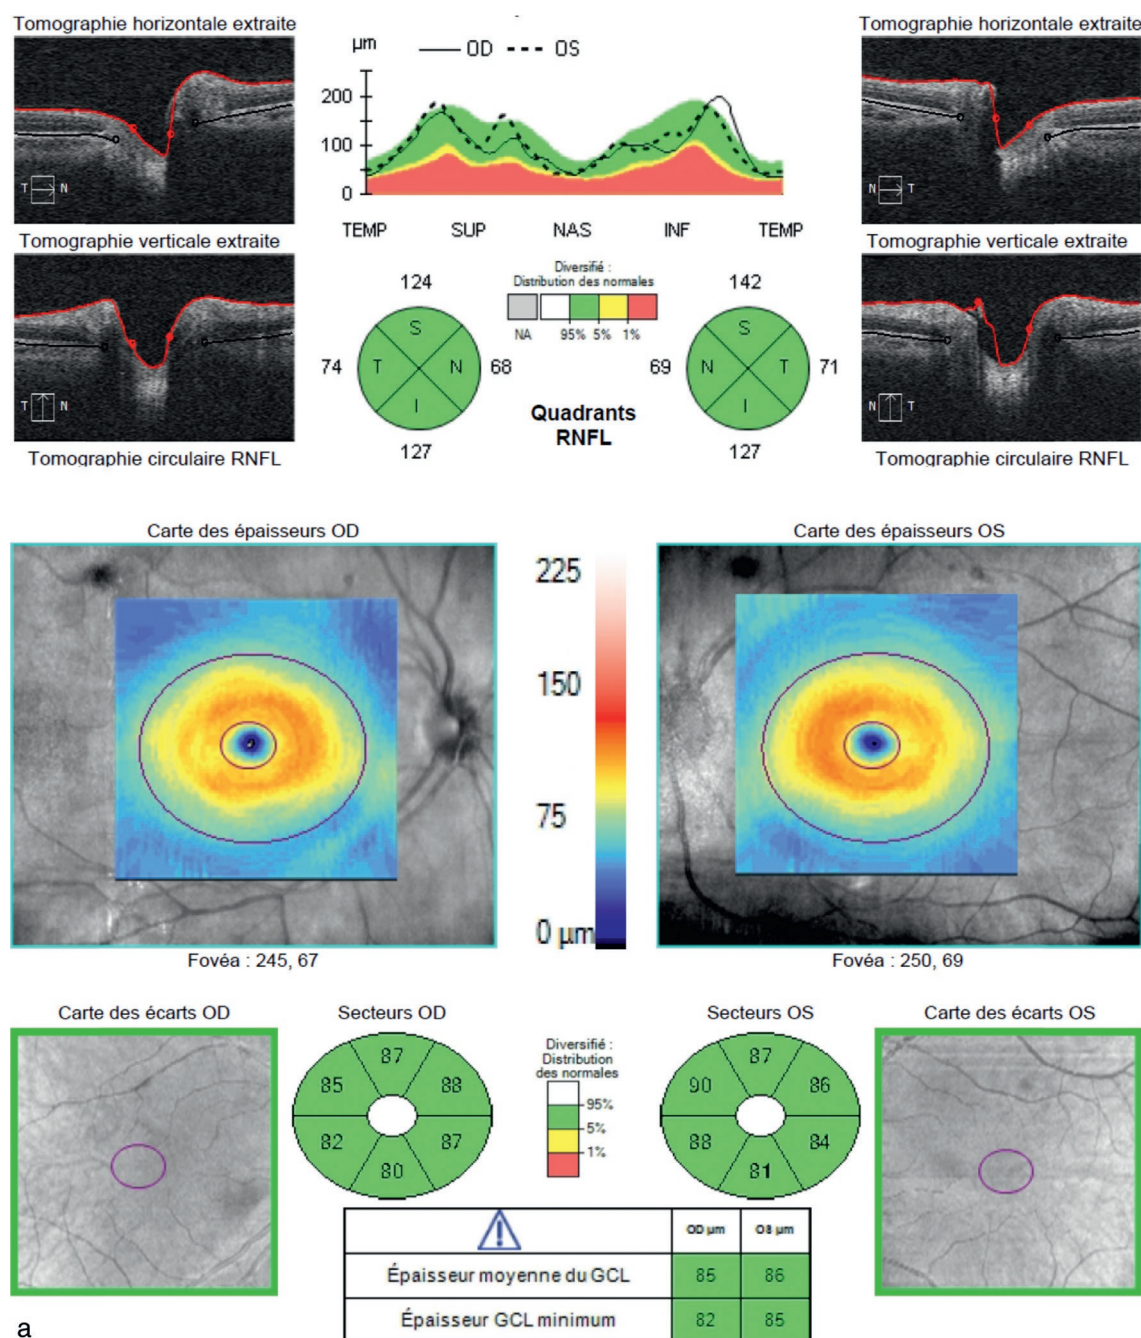 Tomographie horizontale extraite
Tomographie horizontale extraite
µm
OD
OS
200
100
0
T
N
N
T
TEMP
SUP
NAS
INF
TEMP
Tomographie verticale extraite
Tomographie verticale extraite
Diversifié :
Distribution des normales
NA
95%
5%
1%
124
S
74
T
N
68
I
127
142
S
69
N
T
71
I
127
Quadrants
RNFL
T
N
N
T
Tomographie circulaire RNFL
Tomographie circulaire RNFL
Carte des épaisseurs OD
Carte des épaisseurs OS
225
150
75
0 µm
Fovéa : 245, 67
Fovéa : 250, 69
Carte des écarts OD
Secteurs OD
Secteurs OS
Carte des écarts OS
87
85
88
82
87
80
Diversifié :
Distribution
des normales
95%
5%
1%
87
90
86
88
84
81
OD µm
OS µm
Épaisseur moyenne du GCL
85
86
Épaisseur GCL minimum
82
85
a